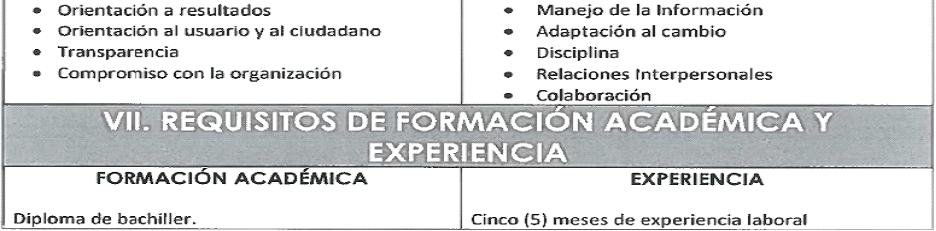 • Orientación a resultados
• Orientación al usuario y al ciudadano
• Transparencia
• Compromiso con la organización
• Manejo de la Información
• Adaptación al cambio
• Disciplina
• Relaciones Interpersonales
• Colaboración
VII. REQUISITOS DE FORMACIÓN ACADÉMICA Y
EXPERIENCIA
FORMACIÓN ACADÉMICA
Diploma de bachiller.
EXPERIENCIA
Cinco (5) meses de experiencia laboral